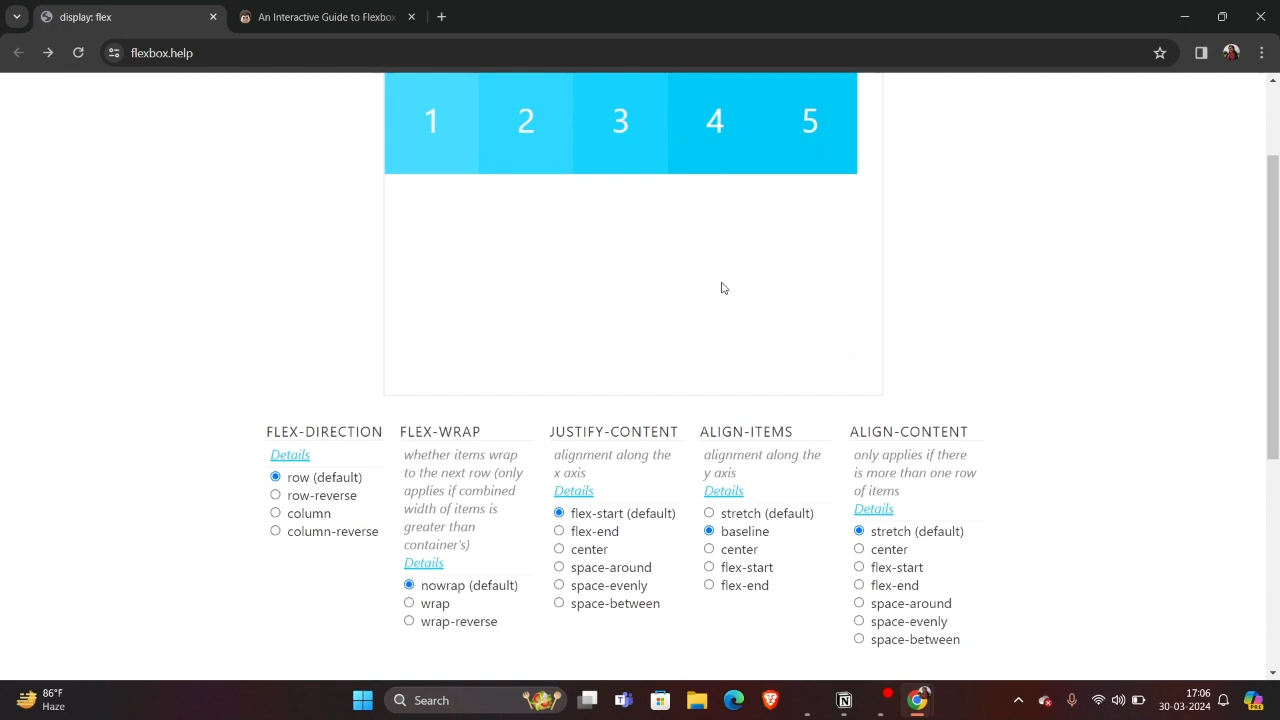 display: flex
An Interactive Guide to Flexbox
flexbox.help
1 2 3 4 5
FLEX-DIRECTION
Details
row (default)
row-reverse
column
column-reverse
FLEX-WRAP
whether items wrap
to the next row (only
applies if combined
width of items is
greater than
container's)
Details
nowrap (default)
wrap
wrap-reverse
JUSTIFY-CONTENT
alignment along the
x axis
Details
flex-start (default)
flex-end
center
space-around
space-evenly
space-between
ALIGN-ITEMS
alignment along the
y axis
Details
stretch (default)
baseline
center
flex-start
flex-end
ALIGN-CONTENT
only applies if there
is more than one row
of items
Details
stretch (default)
center
flex-start
flex-end
space-around
space-evenly
space-between
86°F
Haze
Search
17:06
30-03-2024